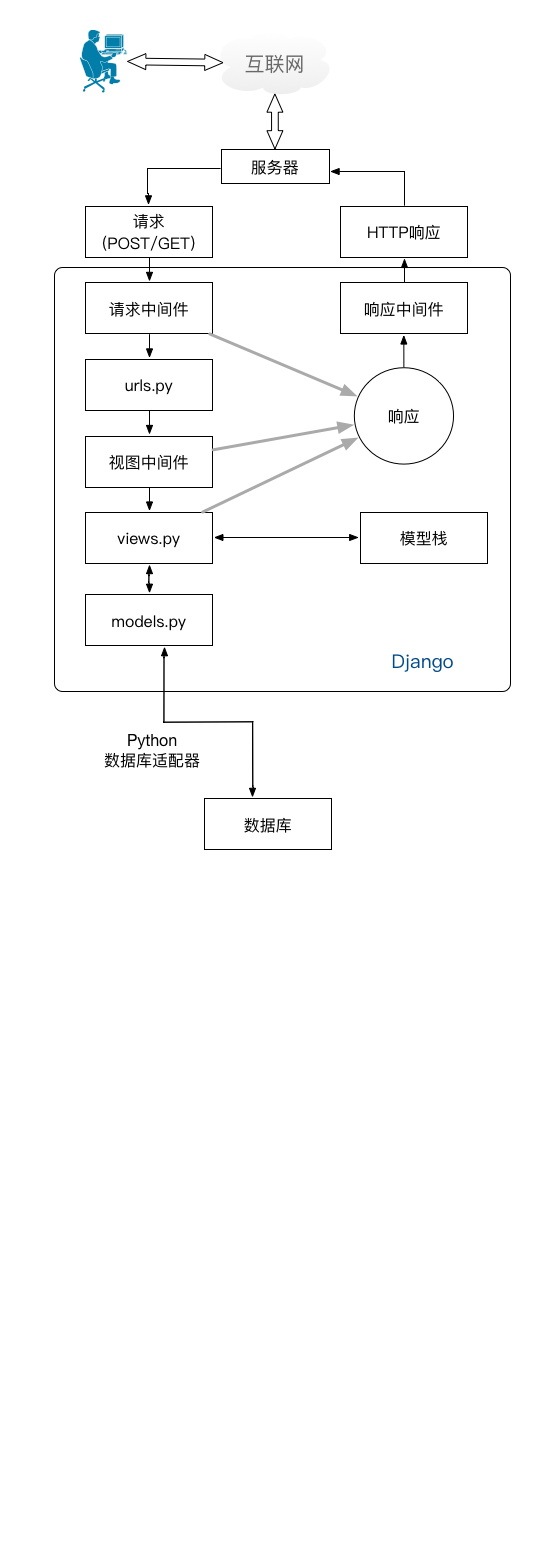 互联网
服务器
请求
(POST/GET)
HTTP响应
请求中间件
响应中间件
urls.py
响应
视图中间件
views.py
模型栈
models.py
Django
Python
数据库适配器
数据库